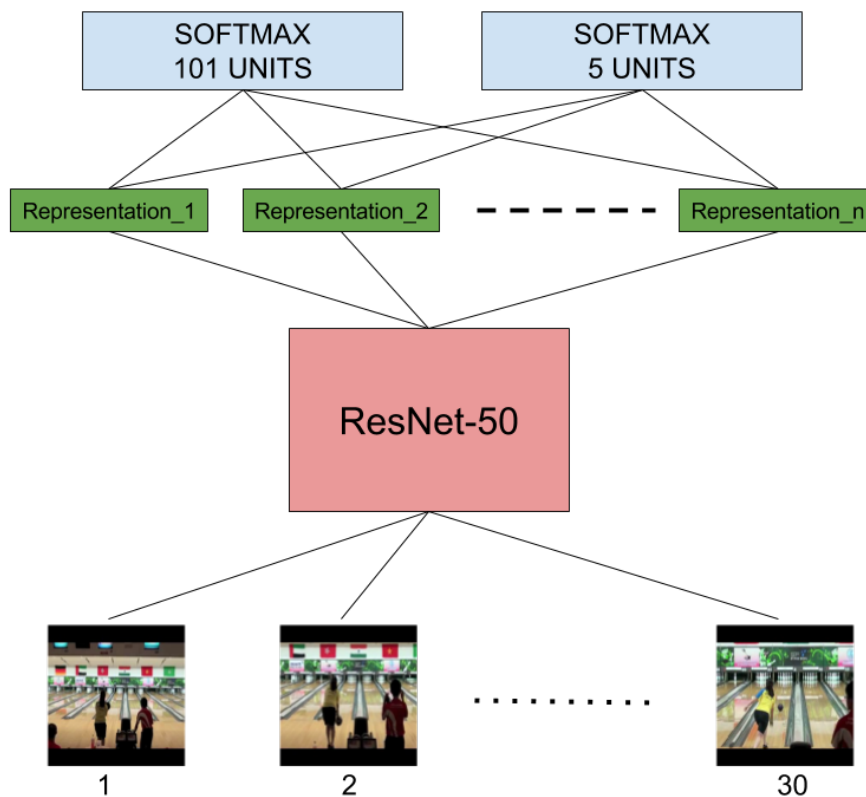 SOFTMAX
101 UNITS
SOFTMAX
5 UNITS
Representation_1
Representation_2
Representation_n
ResNet-50
1
2
30